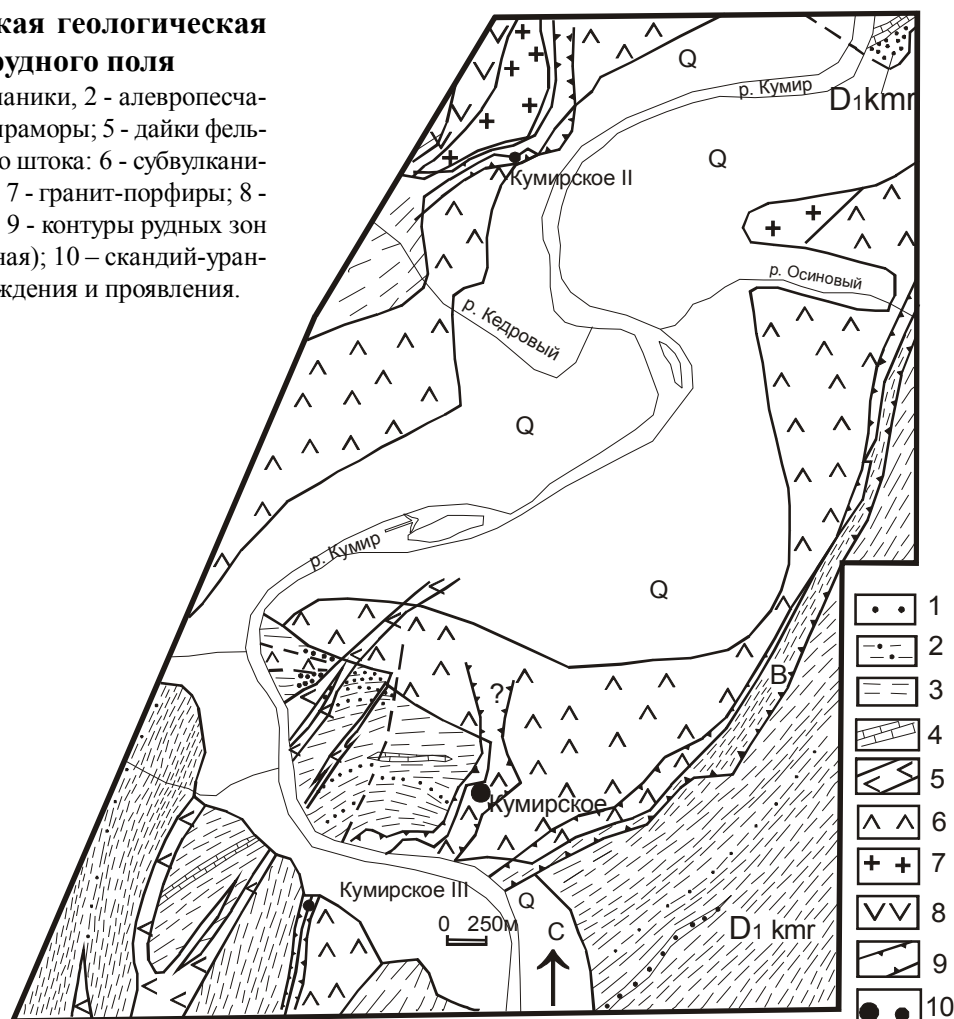 кая геологическая
рудного поля
аники, 2 - алевропесча-
мраморы; 5 - дайки фель-
о штока: 6 - субвулкани-
7 - гранит-порфиры; 8 -
9 - контуры рудных зон
ная); 10 – скандий-уран-
ждения и проявления.
Q
р. Кумир
D1kmr
Q
Кумирское II
р. Осиновый
р. Кедровый
Q
р. Кумир
Q
?
В
Кумирское
Кумирское III
0 250м
Q
С
D1 kmr
1
2
3
4
5
6
7
8
9
10